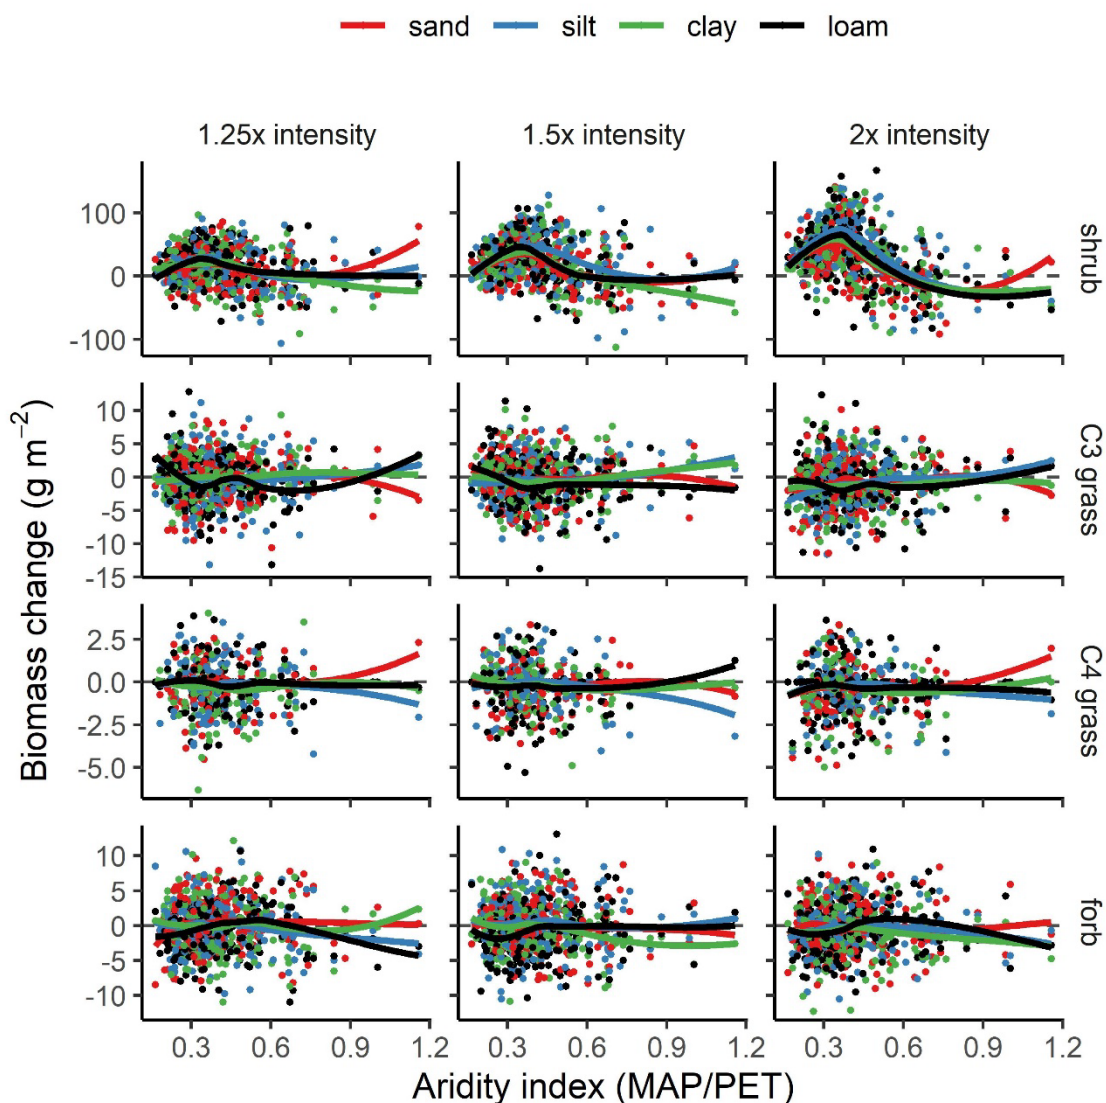 sand silt clay loam
1.25x intensity 1.5x intensity 2x intensity
Biomass change (g m⁻²)
100
0
-100
shrub
10
5
0
-5
-10
-15
C3 grass
2.5
0.0
-2.5
-5.0
C4 grass
10
5
0
-5
-10
forb
0.3 0.6 0.9 1.2 0.3 0.6 0.9 1.2 0.3 0.6 0.9 1.2
Aridity index (MAP/PET)